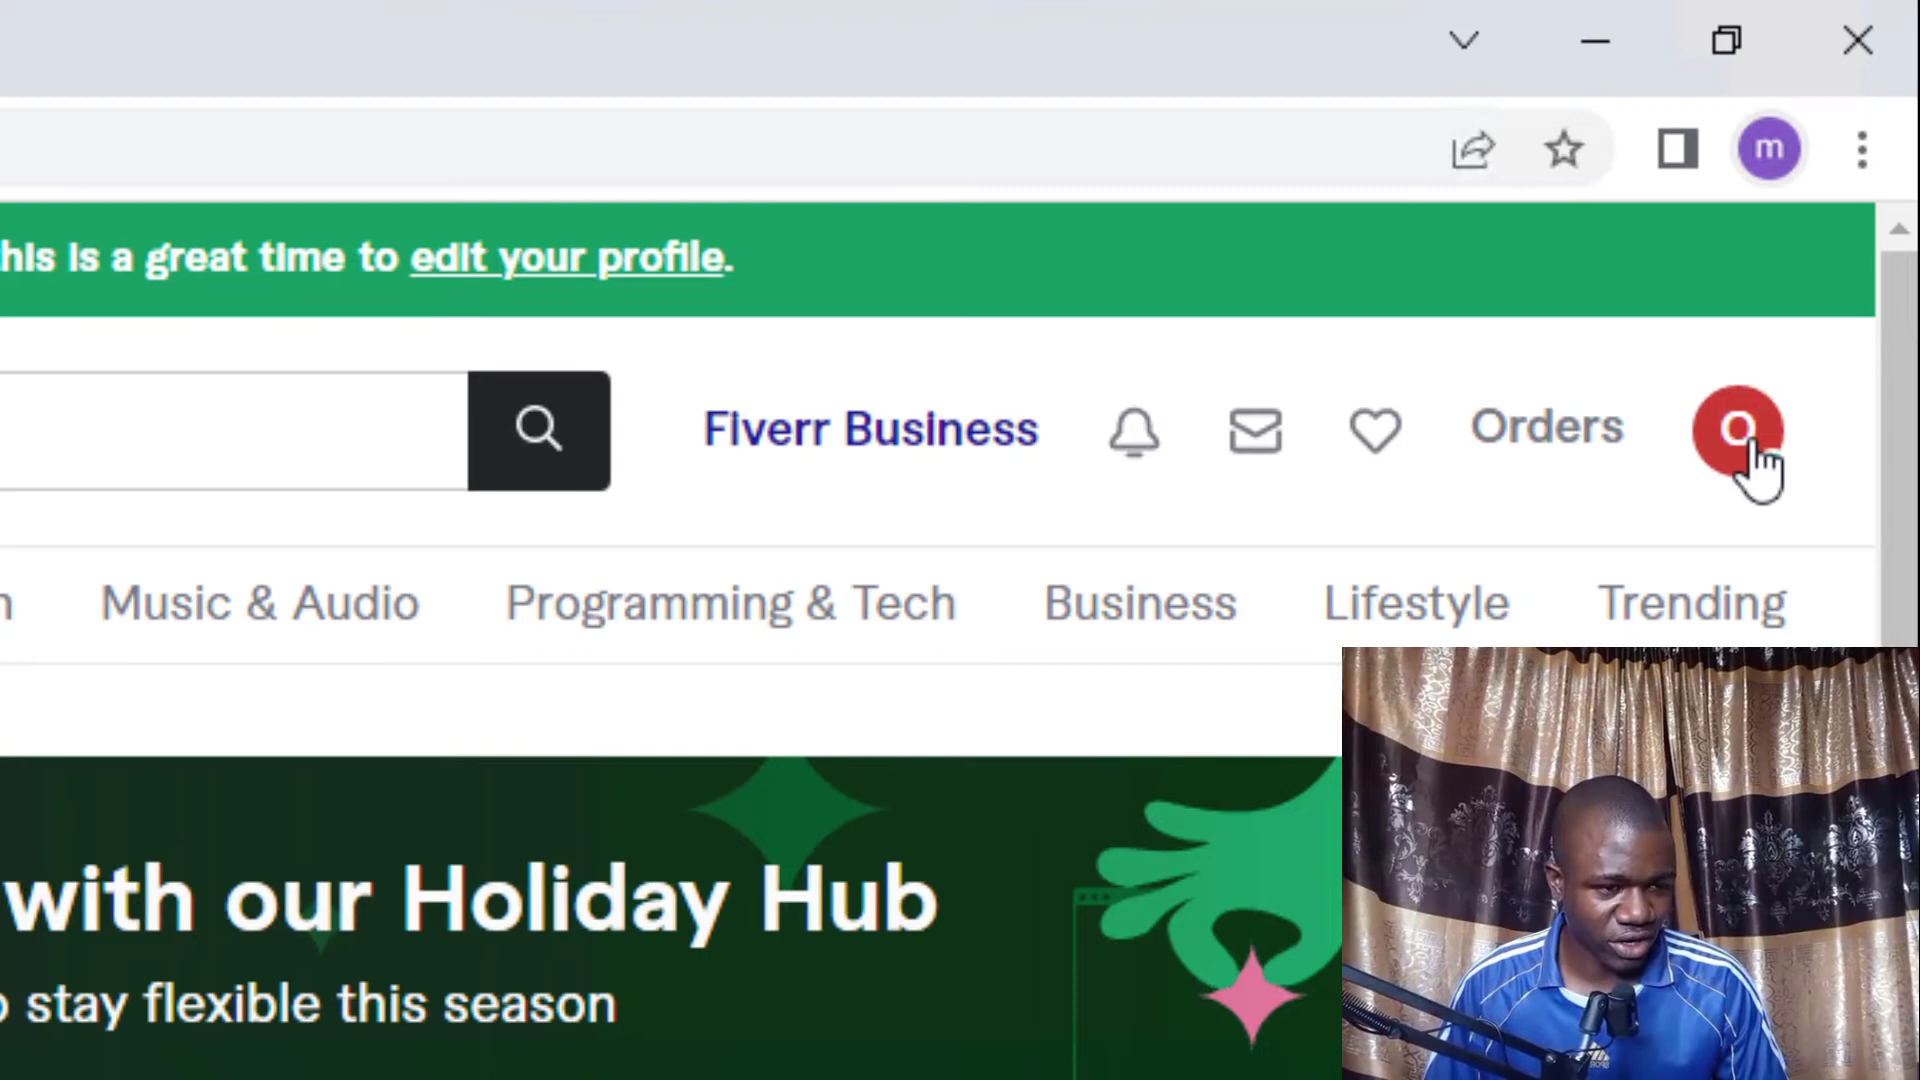 m
his is a great time to edit your profile.
Fiverr Business
Orders
O
Music & Audio
Programming & Tech
Business
Lifestyle
Trending
with our Holiday Hub
stay flexible this season